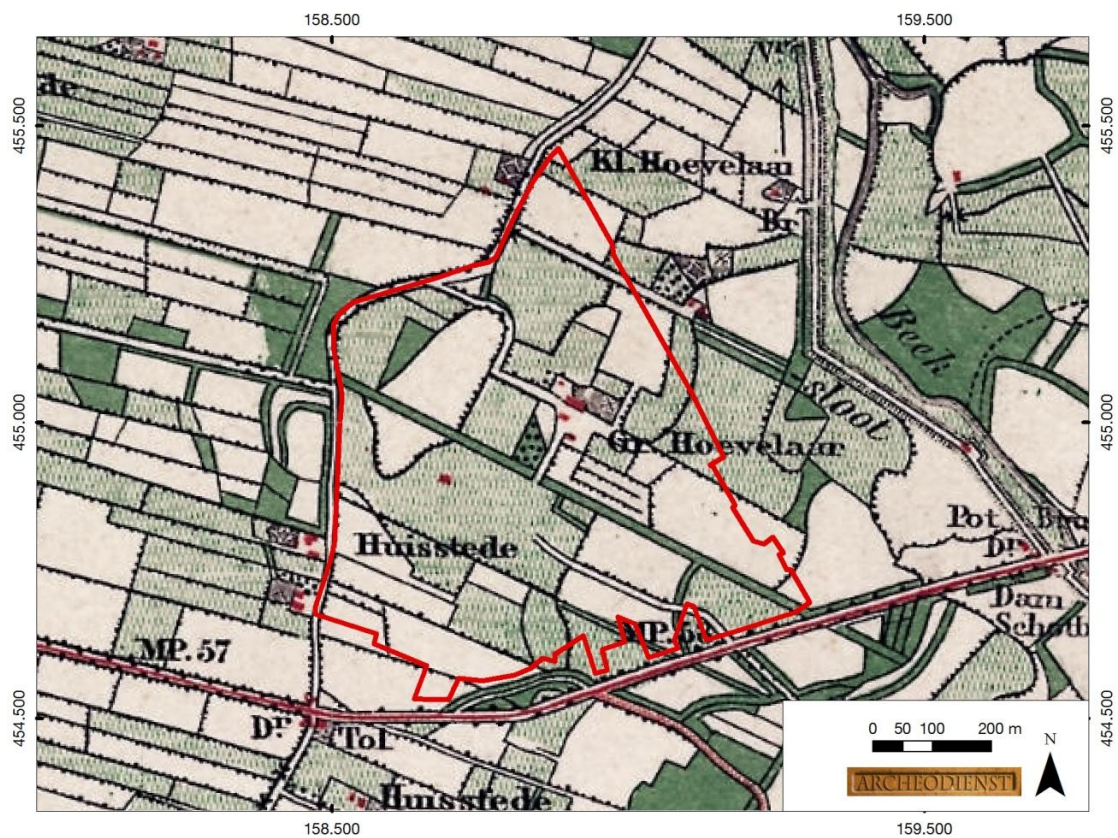 158.500
159.500
455.500
455.500
de
Kl. Hoevelaar
Br
Beek
sloot
455.000
455.000
Gr. Hoevelaar
Huisstede
Pot
Dr
Dam
MP.57
454.500
454.500
Dr
Tol
Huisstede
0 50 100 200 m
N
ARCHEODIENST
158.500
159.500